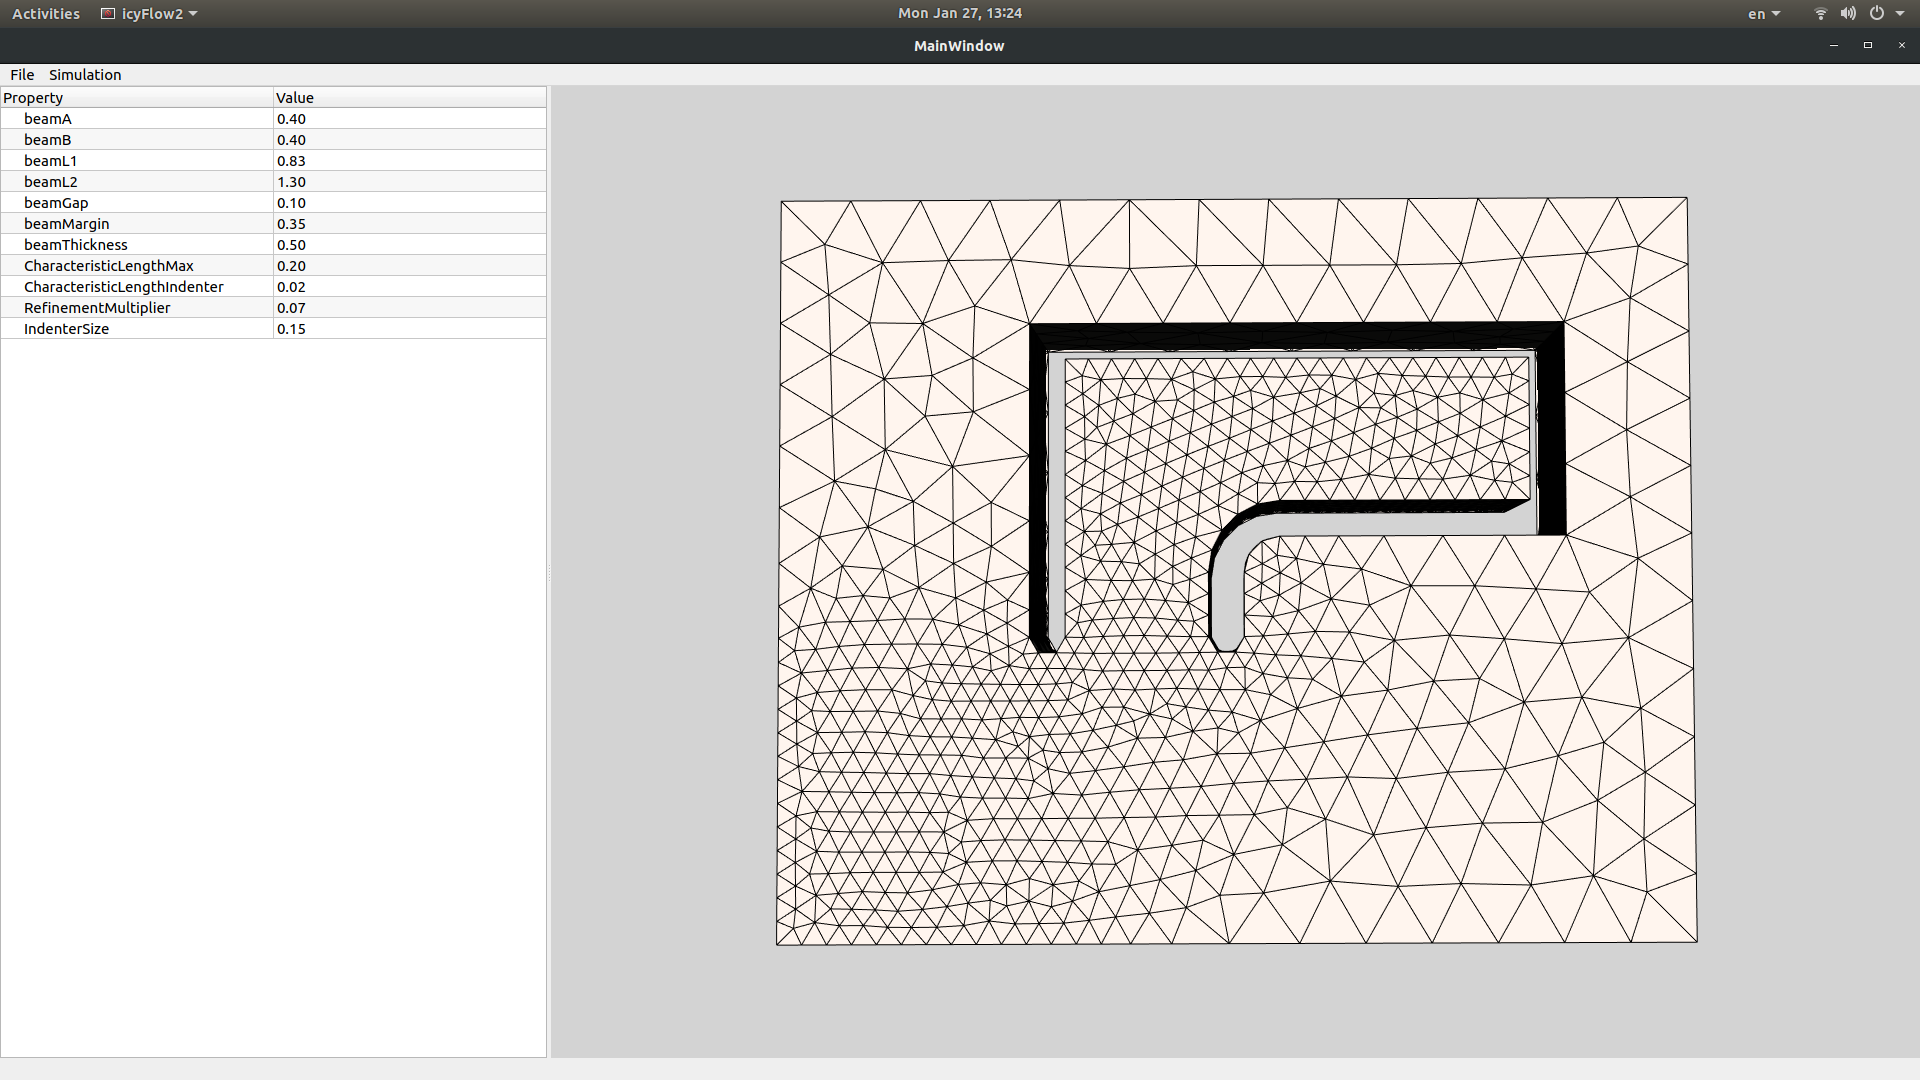 Activities icyFlow2 Mon Jan 27, 13:24 en
MainWindow
File Simulation
Property Value
beamA 0.40
beamB 0.40
beamL1 0.83
beamL2 1.30
beamGap 0.10
beamMargin 0.35
beamThickness 0.50
CharacteristicLengthMax 0.20
CharacteristicLengthIndenter 0.02
RefinementMultiplier 0.07
IndenterSize 0.15